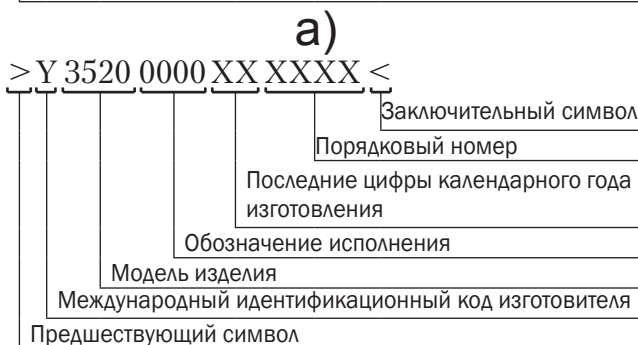 а)
>Y 3520 0000 XX XXXX <
Заключительный символ
Порядковый номер
Последние цифры календарного года
изготовления
Обозначение исполнения
Модель изделия
Международный идентификационный код изготовителя
Предшествующий символ